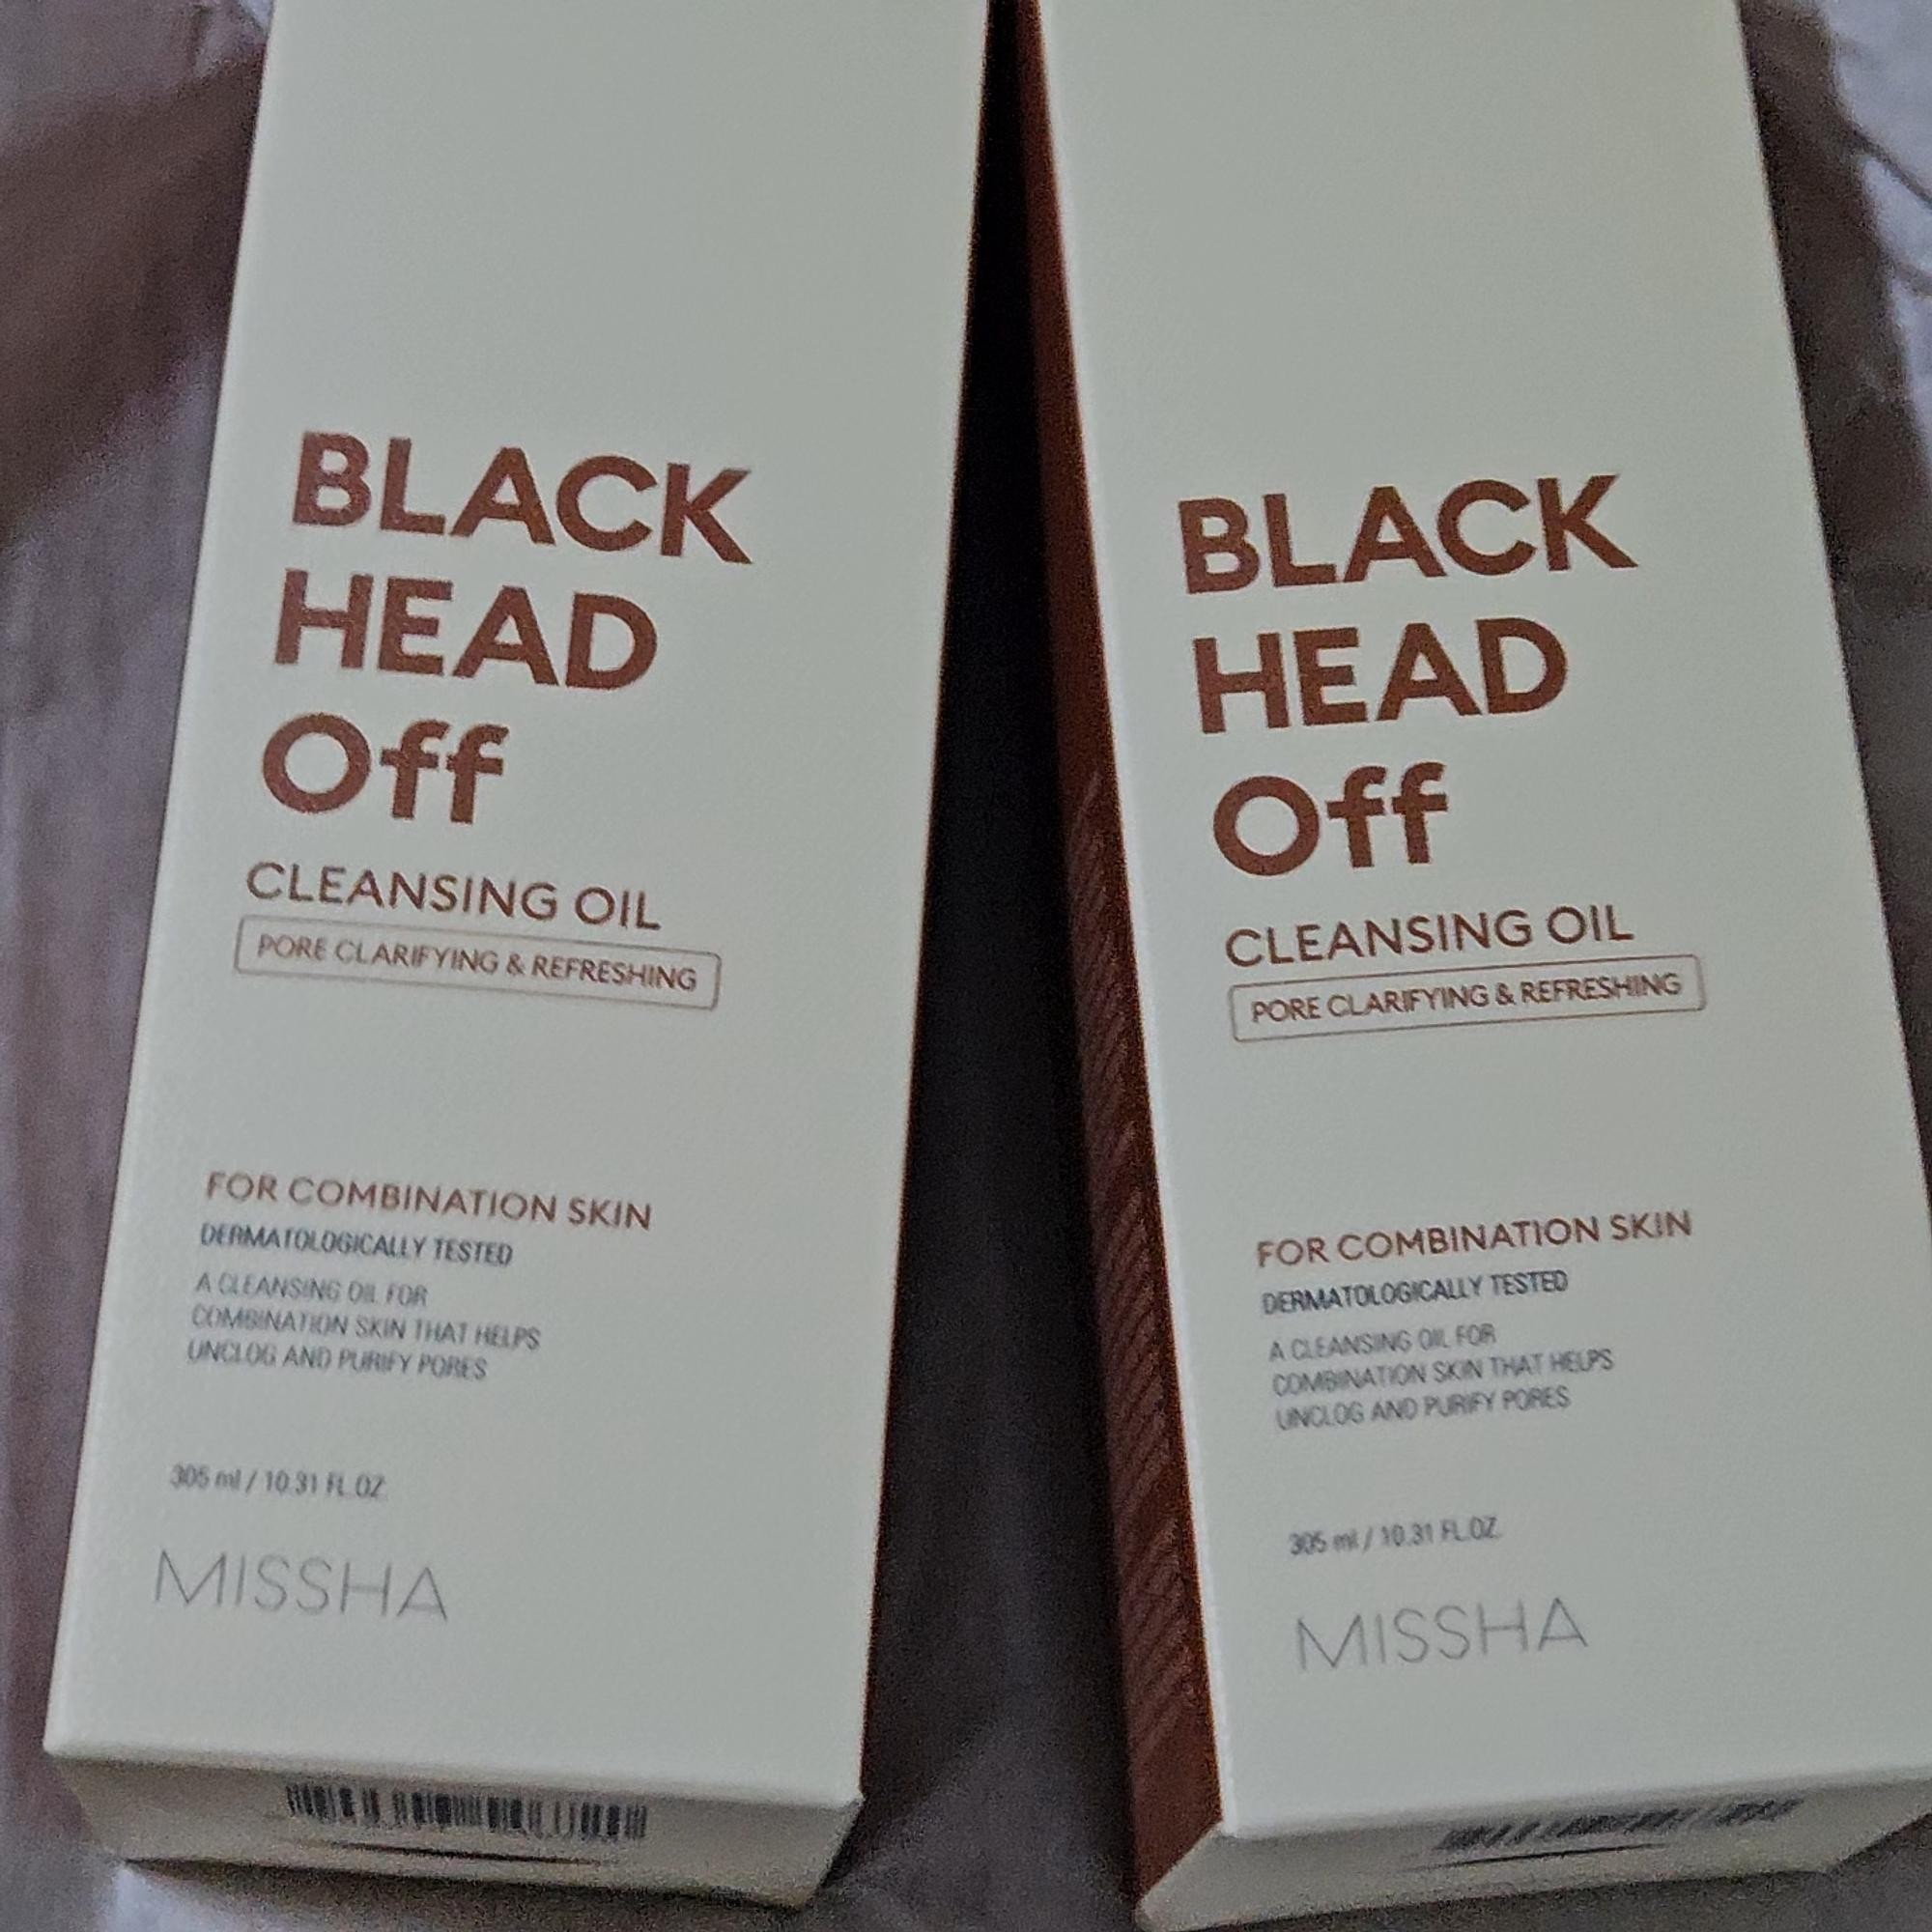 BLACK
HEAD
Off
CLEANSING OIL
PORE CLARIFYING & REFRESHING
FOR COMBINATION SKIN
DERMATOLOGICALLY TESTED
A CLEANSING OIL FOR
COMBINATION SKIN THAT HELPS
UNCLOG AND PURIFY PORES
305 ml / 10.31 FL.OZ.
MISSHA
BLACK
HEAD
Off
CLEANSING OIL
PORE CLARIFYING & REFRESHING
FOR COMBINATION SKIN
DERMATOLOGICALLY TESTED
A CLEANSING OIL FOR
COMBINATION SKIN THAT HELPS
UNCLOG AND PURIFY PORES
305 ml / 10.31 FL.OZ.
MISSHA